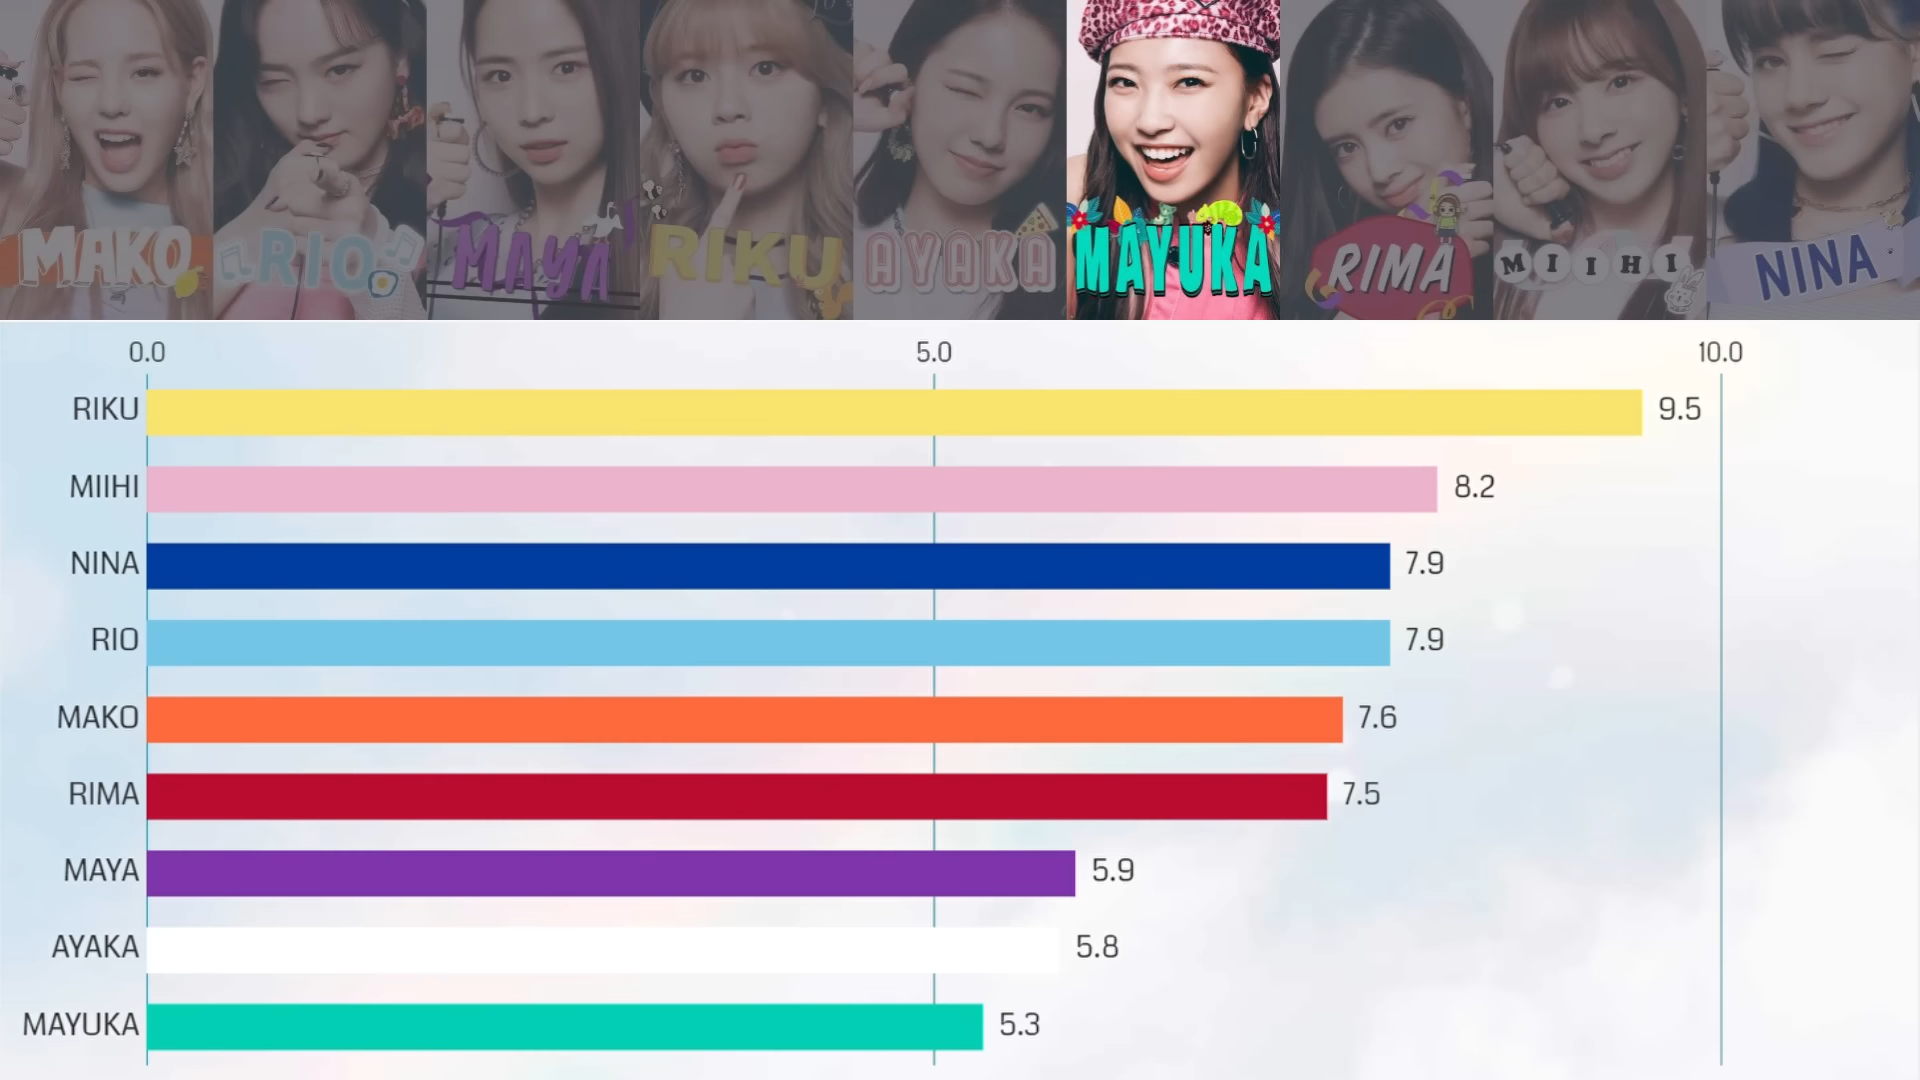 MAKO
RIO
MAYA
RIKU
AYAKA
MAYUKA
RIMA
MIIHI
NINA
0.0 5.0 10.0
RIKU 9.5
MIIHI 8.2
NINA 7.9
RIO 7.9
MAKO 7.6
RIMA 7.5
MAYA 5.9
AYAKA 5.8
MAYUKA 5.3